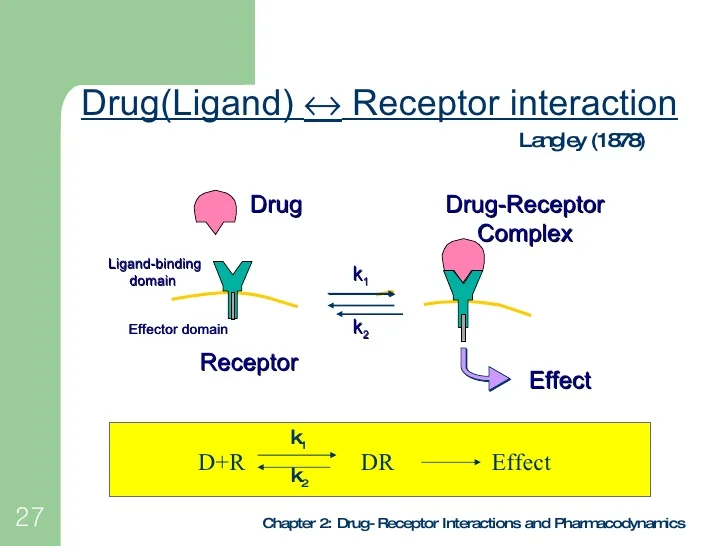 Drug(Ligand) ↔ Receptor interaction
Langley (1878)
Drug
Drug-Receptor
Complex
Ligand-binding
domain
k1
Effector domain
k2
Receptor
Effect
k1
D+R DR Effect
k2
27
Chapter 2: Drug-Receptor Interactions and Pharmacodynamics